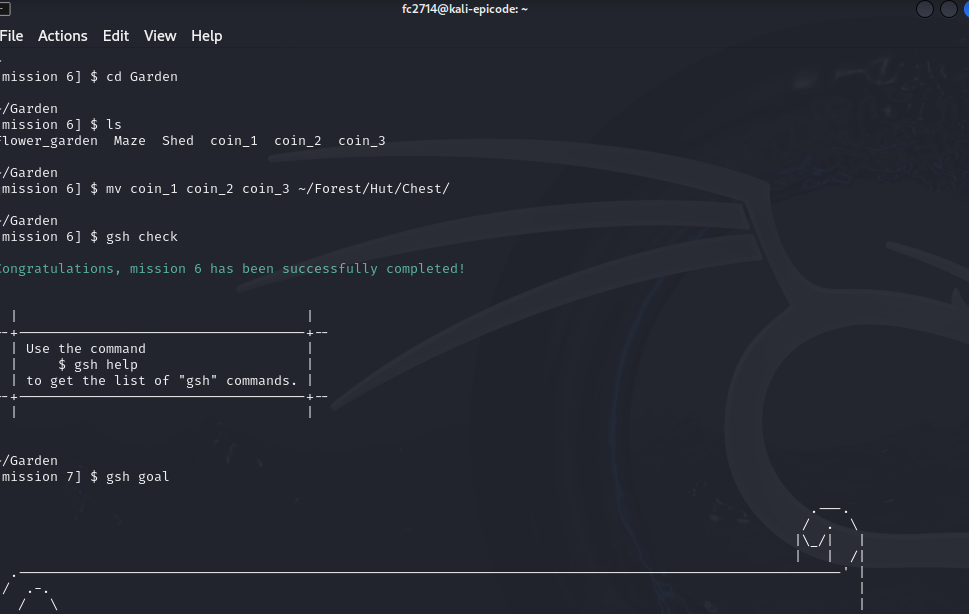 fc2714@kali-epicode: ~
File Actions Edit View Help
~
mission 6] $ cd Garden
~/Garden
mission 6] $ ls
Flower_garden Maze Shed coin_1 coin_2 coin_3
~/Garden
mission 6] $ mv coin_1 coin_2 coin_3 ~/Forest/Hut/Chest/
~/Garden
mission 6] $ gsh check
Congratulations, mission 6 has been successfully completed!
Use the command
$ gsh help
to get the list of "gsh" commands.
~/Garden
mission 7] $ gsh goal